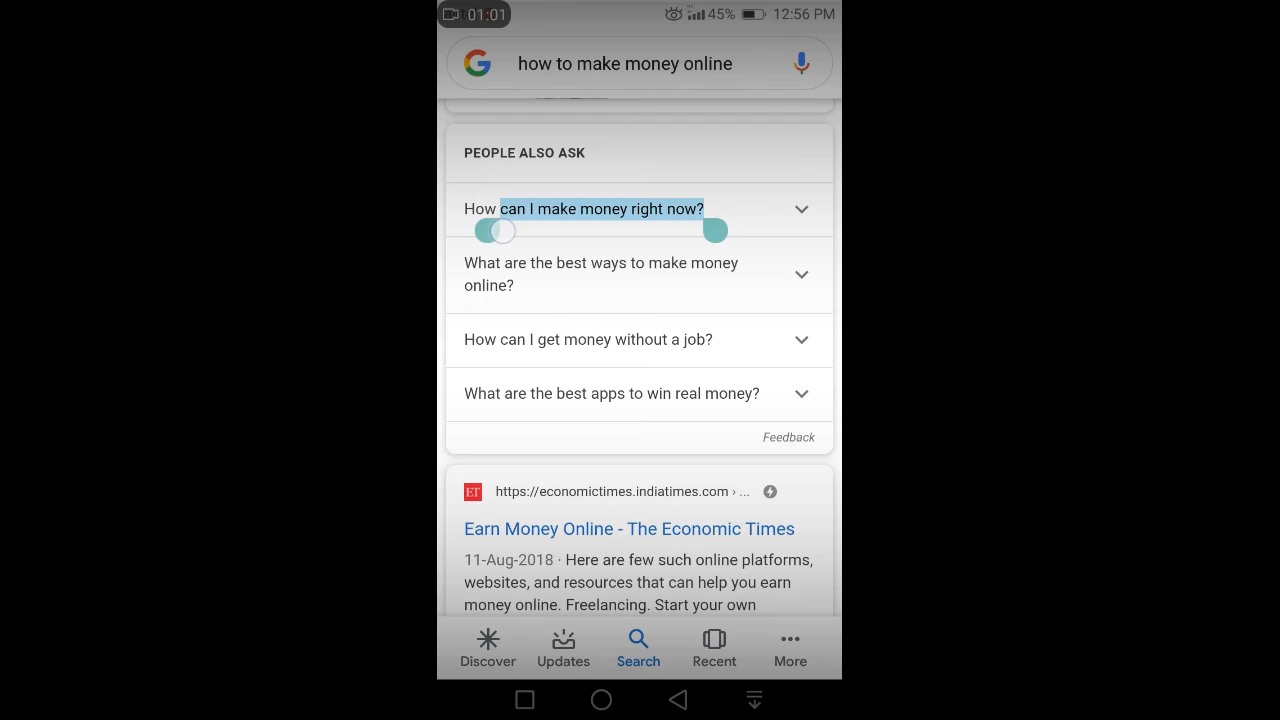 01:01
45% 12:56 PM
how to make money online
PEOPLE ALSO ASK
How can I make money right now?
What are the best ways to make money
online?
How can I get money without a job?
What are the best apps to win real money?
Feedback
ET https://economictimes.indiatimes.com › ...
Earn Money Online - The Economic Times
11-Aug-2018 · Here are few such online platforms,
websites, and resources that can help you earn
money online. Freelancing. Start your own
Discover Updates Search Recent More